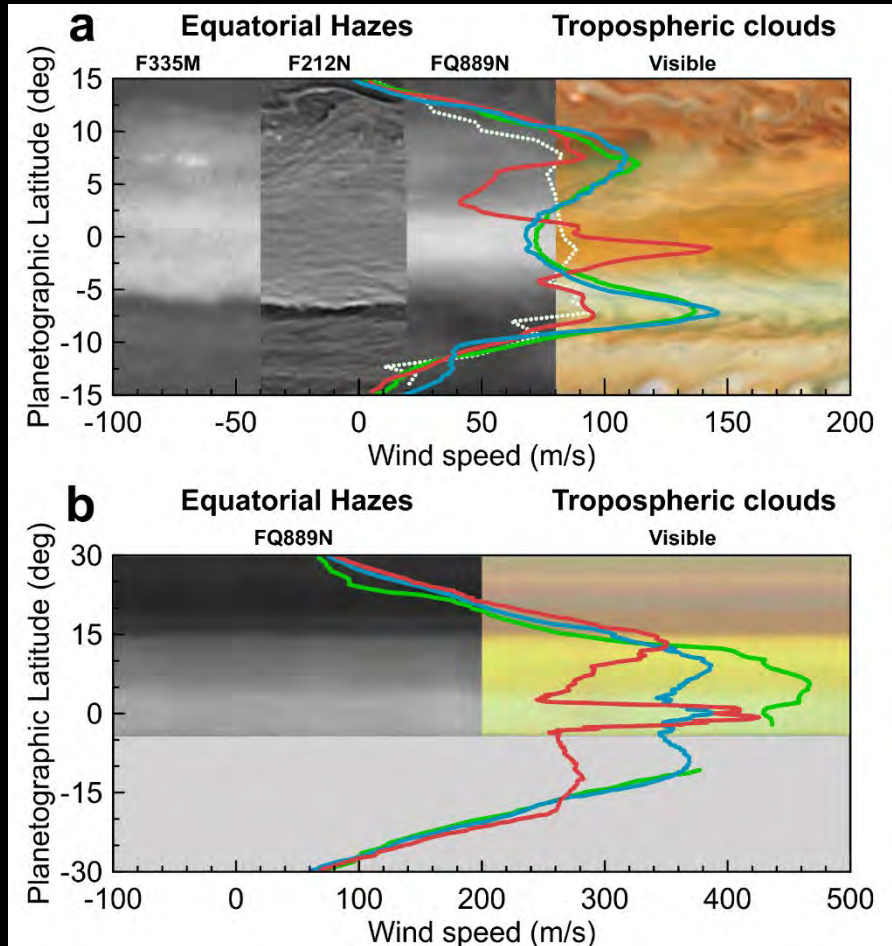 a Equatorial Hazes Tropospheric clouds
F335M F212N FQ889N Visible
Planetographic Latitude (deg)
15
10
5
0
-5
-10
-15
-100 -50 0 50 100 150 200
Wind speed (m/s)
b Equatorial Hazes Tropospheric clouds
FQ889N Visible
Planetographic Latitude (deg)
30
15
0
-15
-30
-100 0 100 200 300 400 500
Wind speed (m/s)